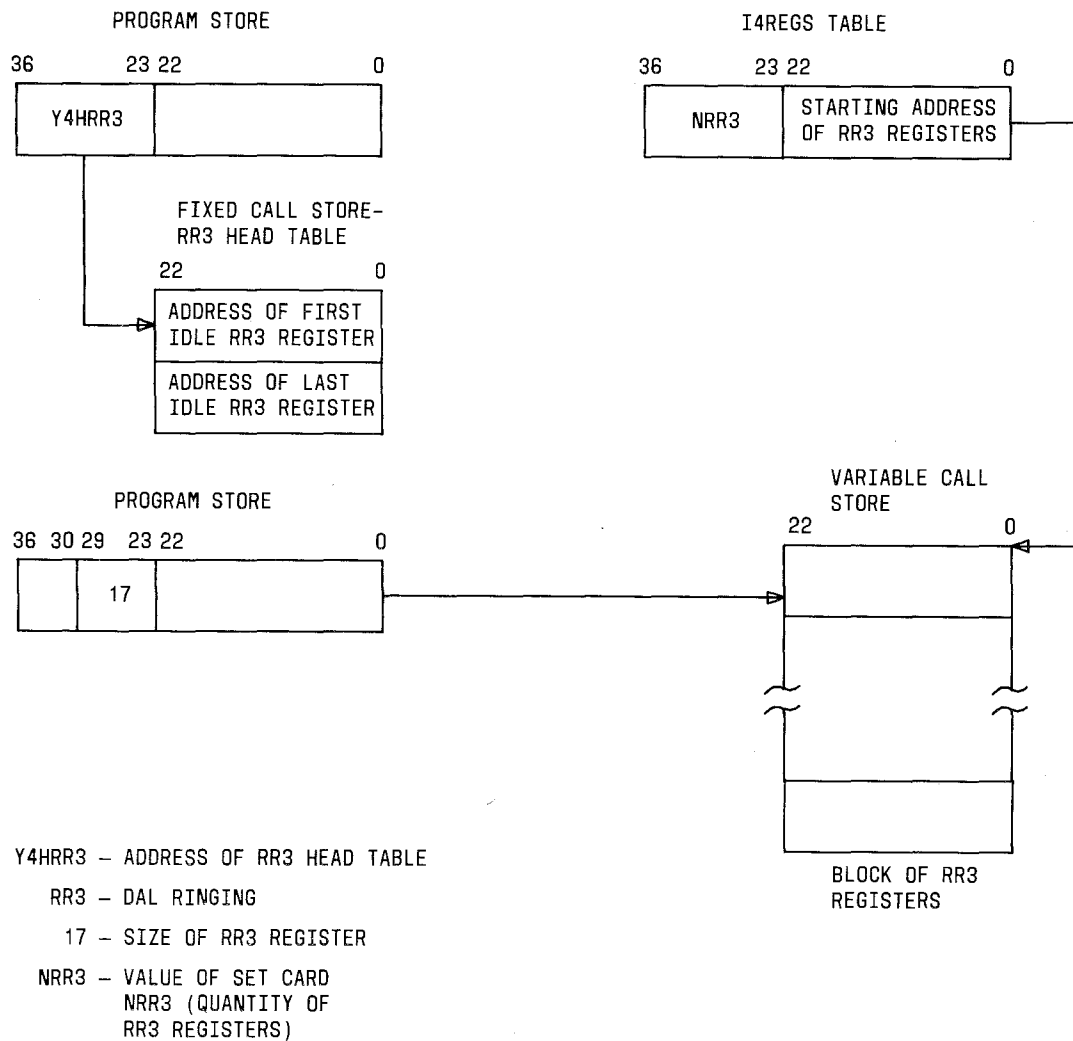 PROGRAM STORE
36 23 22 0
Y4HRR3
I4REGS TABLE
36 23 22 0
NRR3
STARTING ADDRESS
OF RR3 REGISTERS
FIXED CALL STORE-
RR3 HEAD TABLE
22 0
ADDRESS OF FIRST
IDLE RR3 REGISTER
ADDRESS OF LAST
IDLE RR3 REGISTER
PROGRAM STORE
36 30 29 23 22 0
17
VARIABLE CALL
STORE
22 0
BLOCK OF RR3
REGISTERS
Y4HRR3 – ADDRESS OF RR3 HEAD TABLE
RR3 – DAL RINGING
17 – SIZE OF RR3 REGISTER
NRR3 – VALUE OF SET CARD
NRR3 (QUANTITY OF
RR3 REGISTERS)